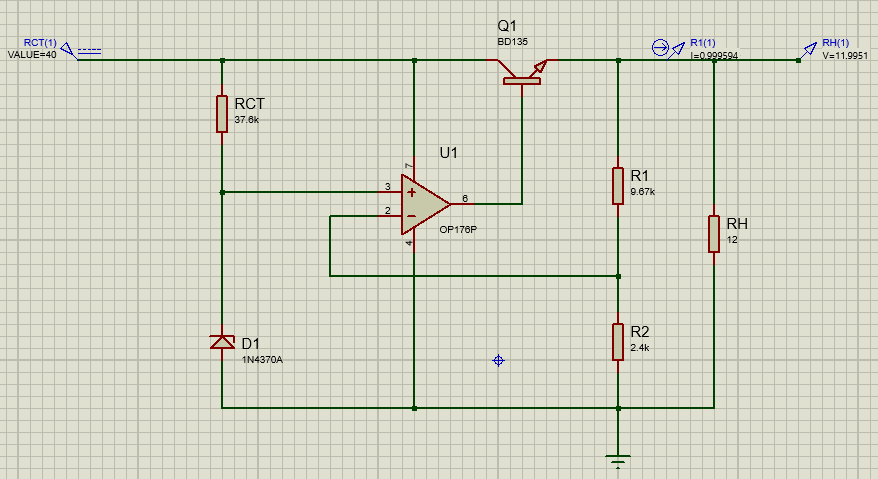 Q1
BD135
RCT(1)
VALUE=40
R1(1)
I=0.999594
RH(1)
V=11.9951
RCT
37.6k
U1
7
3
2
6
4
OP176P
R1
9.67k
RH
12
D1
1N4370A
R2
2.4k